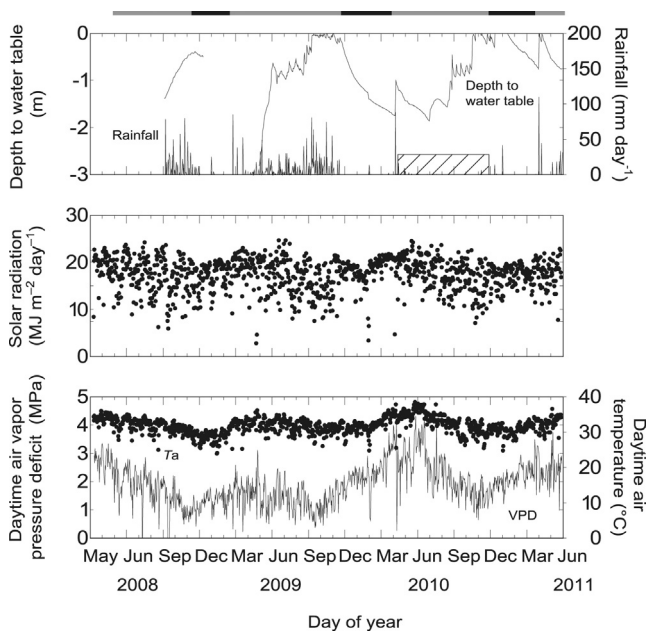 Depth to water table
(m)
0
-1
-2
-3
Rainfall
Depth to
water table
200
150
100
50
0
Rainfall
(mm day-1)
Solar radiation
(MJ m−2 day−1)
30
20
10
0
Daytime air vapor
pressure deficit (MPa)
5
4
3
2
1
0
Ta
VPD
40
30
20
10
0
Daytime air
temperature (°C)
May Jun Sep Dec Mar Jun Sep Dec Mar Jun Sep Dec Mar Jun
2008 2009 2010 2011
Day of year